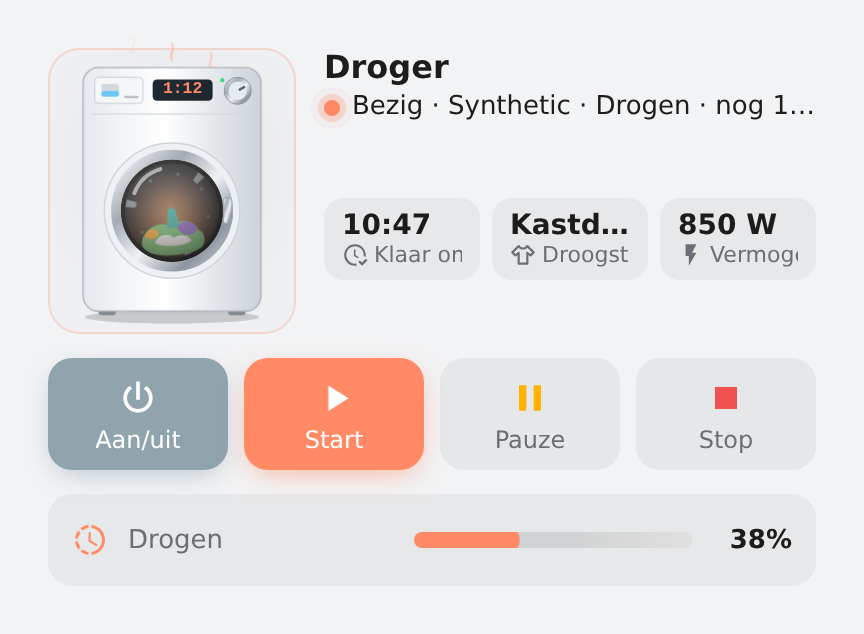 Droger
Bezig · Synthetic · Drogen · nog 1…
1:12
10:47
Klaar on
Kastd…
Droogst
850 W
Vermog
Aan/uit
Start
Pauze
Stop
Drogen
38%